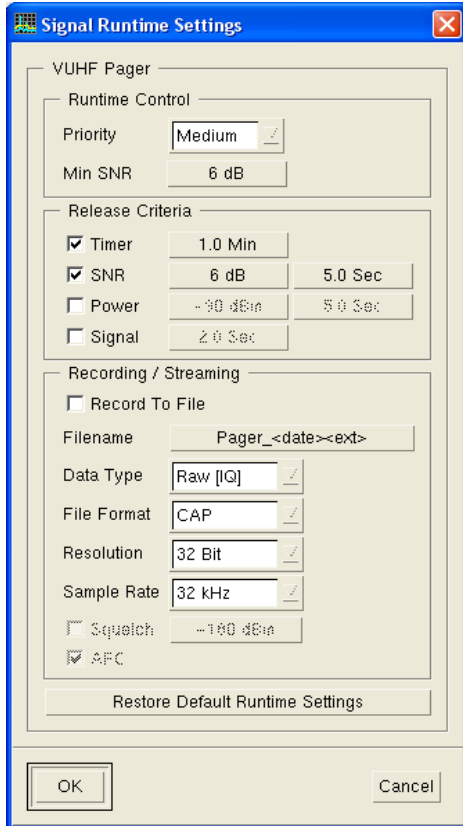 Signal Runtime Settings
VUHF Pager
Runtime Control
Priority Medium
Min SNR 6 dB
Release Criteria
Timer 1.0 Min
SNR 6 dB 5.0 Sec
Power -90 dBm 5.0 Sec
Signal 2.0 Sec
Recording / Streaming
Record To File
Filename Pager_<date><ext>
Data Type Raw [IQ]
File Format CAP
Resolution 32 Bit
Sample Rate 32 kHz
Squelch -160 dBm
AFC
Restore Default Runtime Settings
OK Cancel